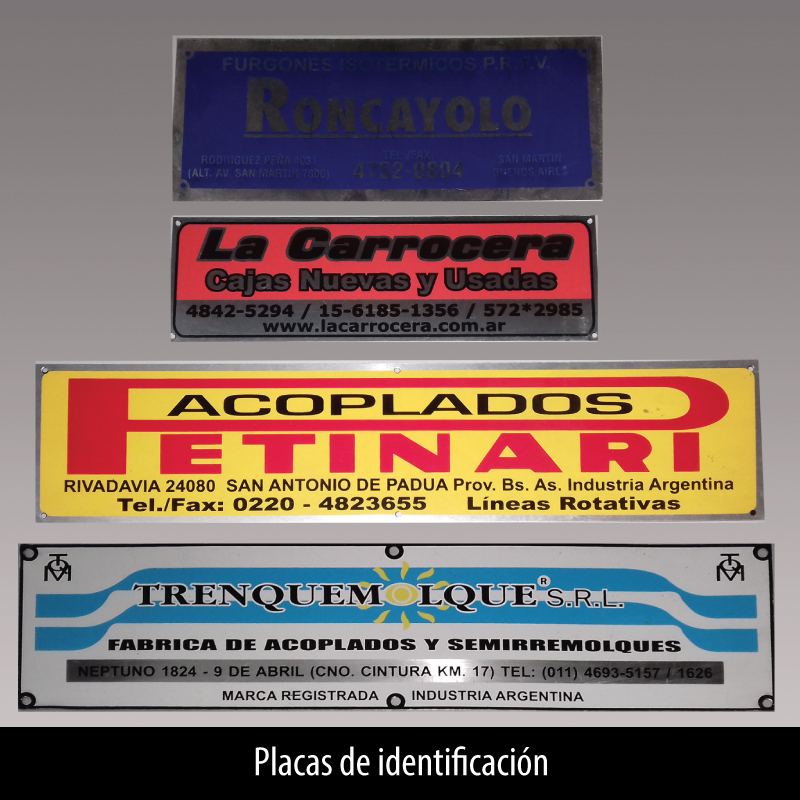 FURGONES ISOTERMICOS P.R.F.V.
RONCAYOLO
RODRIGUEZ PEÑA 4031 TEL./FAX: SAN MARTIN
(ALT. AV. SAN MARTIN 1800) 4752-0804 BUENOS AIRES
La Carrocera
Cajas Nuevas y Usadas
4842-5294 / 15-6185-1356 / 572*2985
www.lacarrocera.com.ar
ACOPLADOS
PETINARI
RIVADAVIA 24080 SAN ANTONIO DE PADUA Prov. Bs. As. Industria Argentina
Tel./Fax: 0220 - 4823655 Líneas Rotativas
TRENQUEMOLQUE® S.R.L.
FABRICA DE ACOPLADOS Y SEMIRREMOLQUES
NEPTUNO 1824 - 9 DE ABRIL (CNO. CINTURA KM. 17) TEL: (011) 4693-5157 / 1626
MARCA REGISTRADA INDUSTRIA ARGENTINA
Placas de identificación